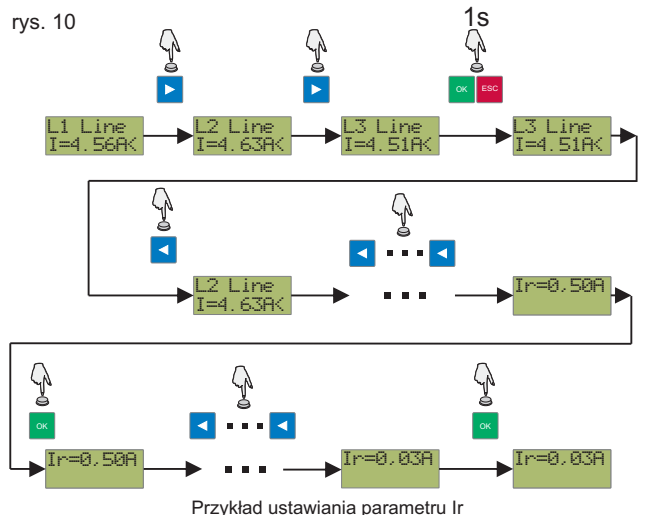 rys. 10
1s
OK ESC
L1 Line
I=4.56A<
L2 Line
I=4.63A<
L3 Line
I=4.51A<
L3 Line
I=4.51A<
L2 Line
I=4.63A<
Ir=0,50A
OK
OK
Ir=0,50A
Ir=0,03A
Ir=0,03A
Przykład ustawiania parametru Ir